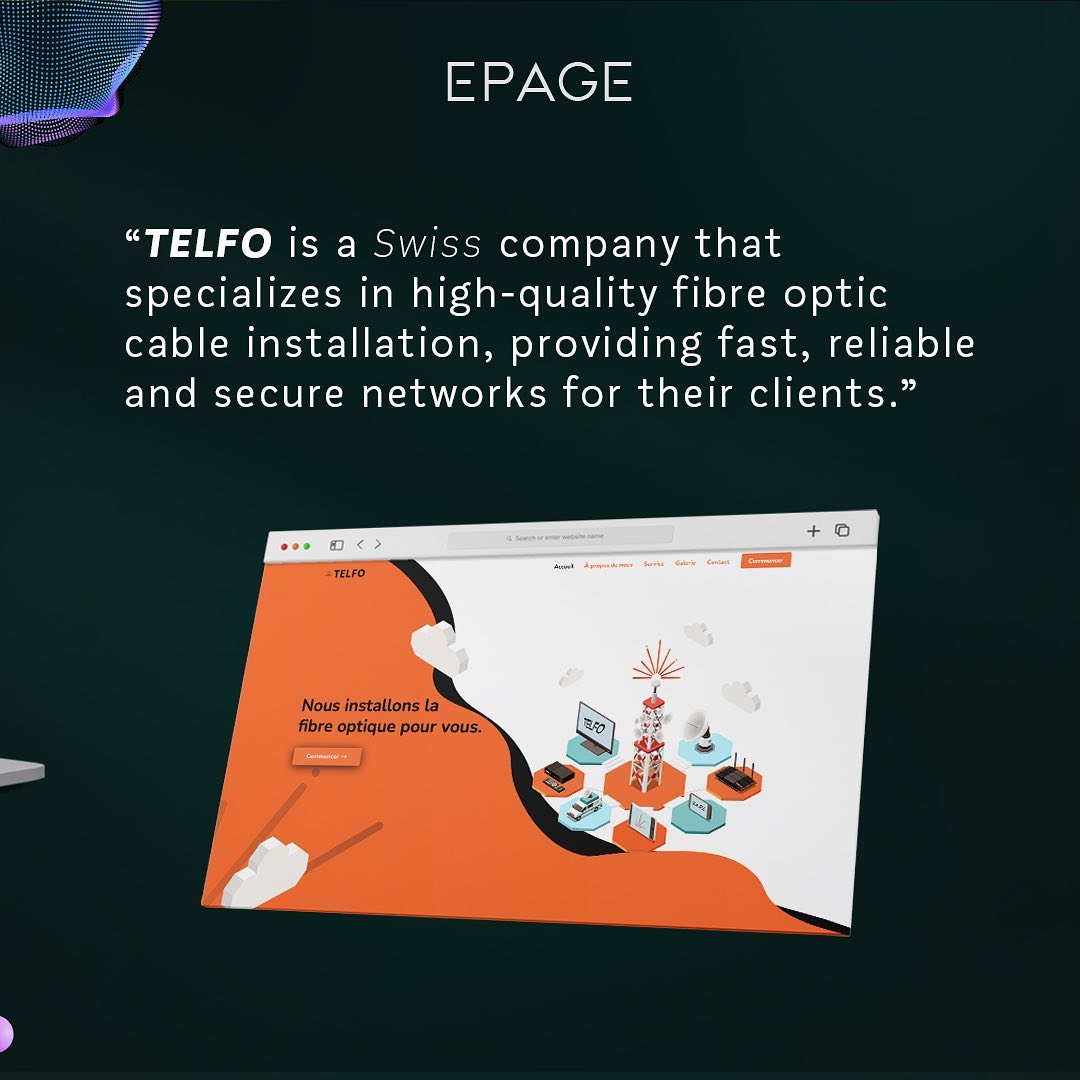 EPAGE
“TELFO is a Swiss company that
specializes in high-quality fibre optic
cable installation, providing fast, reliable
and secure networks for their clients.”
Search or enter website name
TELFO
Accueil À propos de nous Service Galerie Contact Commencer
Nous installons la
fibre optique pour vous.
Commencer →
TELFO